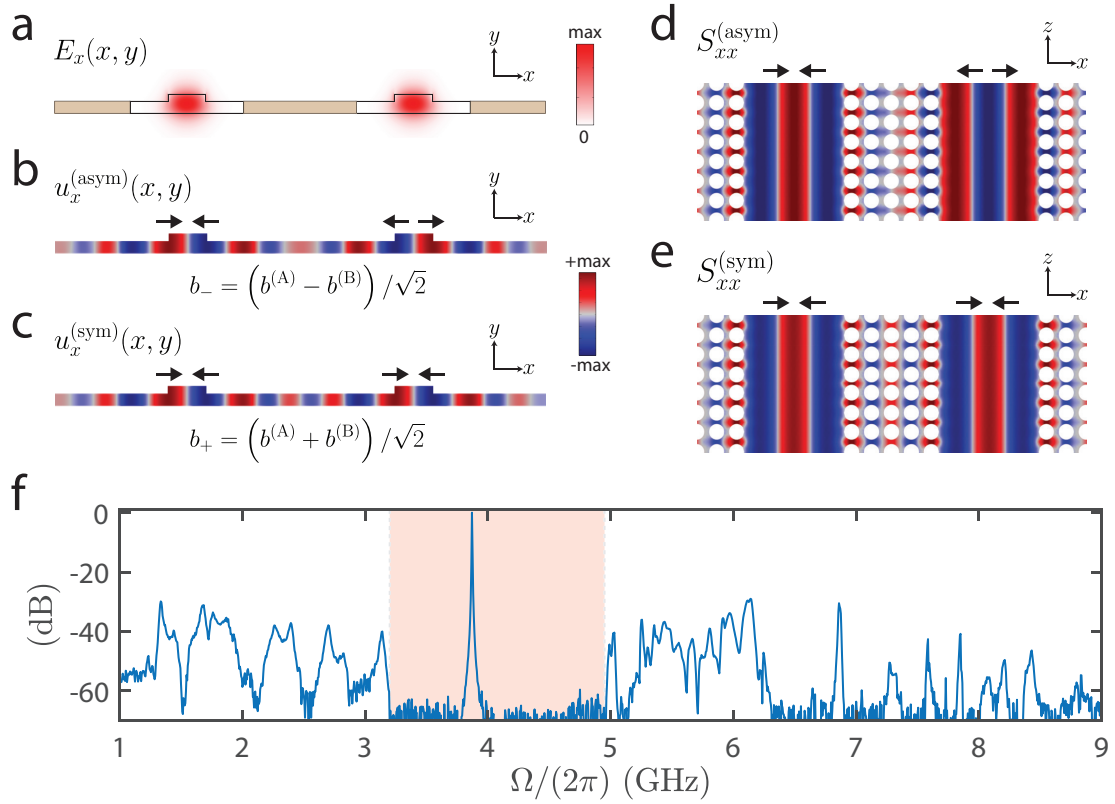 a
E_x(x, y)
y
x
max
0
b
u_x^(asym)(x, y)
y
x
b_− = (b^(A) − b^(B)) /√2
c
u_x^(sym)(x, y)
y
x
b_+ = (b^(A) + b^(B)) /√2
+max
-max
d
S_xx^(asym)
z
x
e
S_xx^(sym)
z
x
f
0
-20
-40
-60
(dB)
1 2 3 4 5 6 7 8 9
Ω/(2π) (GHz)